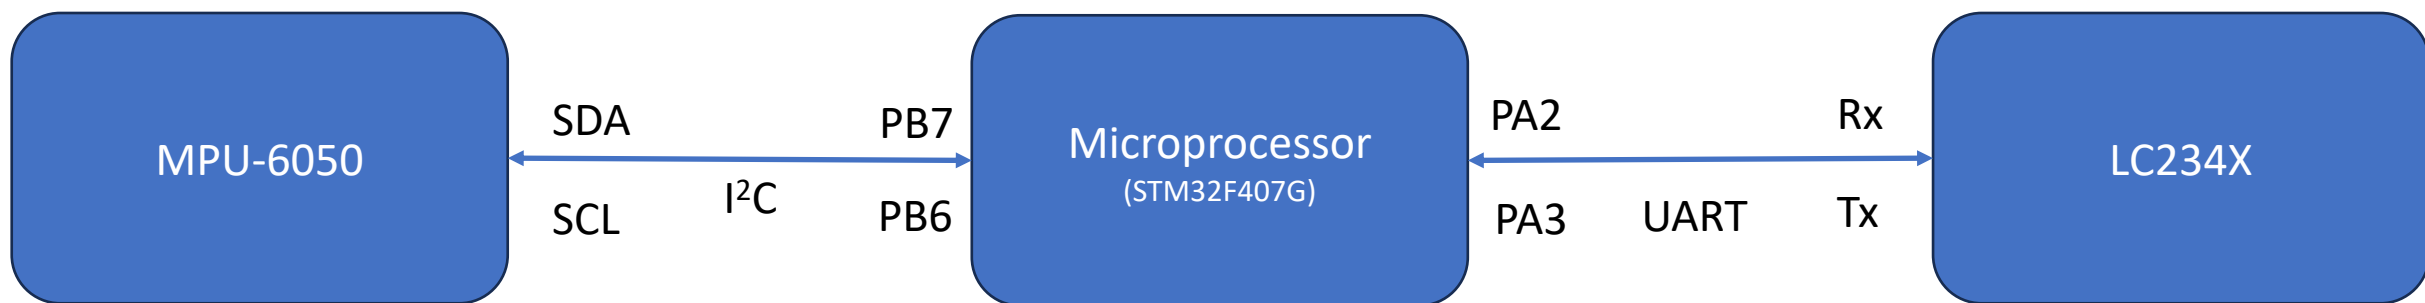 MPU-6050
SDA
PB7
I²C
SCL
PB6
Microprocessor
(STM32F407G)
PA2
Rx
PA3
UART
Tx
LC234X